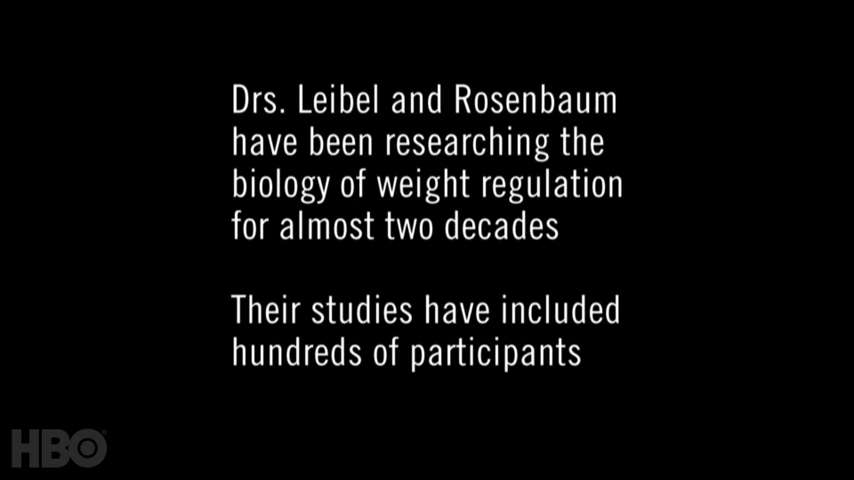 Drs. Leibel and Rosenbaum
have been researching the
biology of weight regulation
for almost two decades
Their studies have included
hundreds of participants
HBO